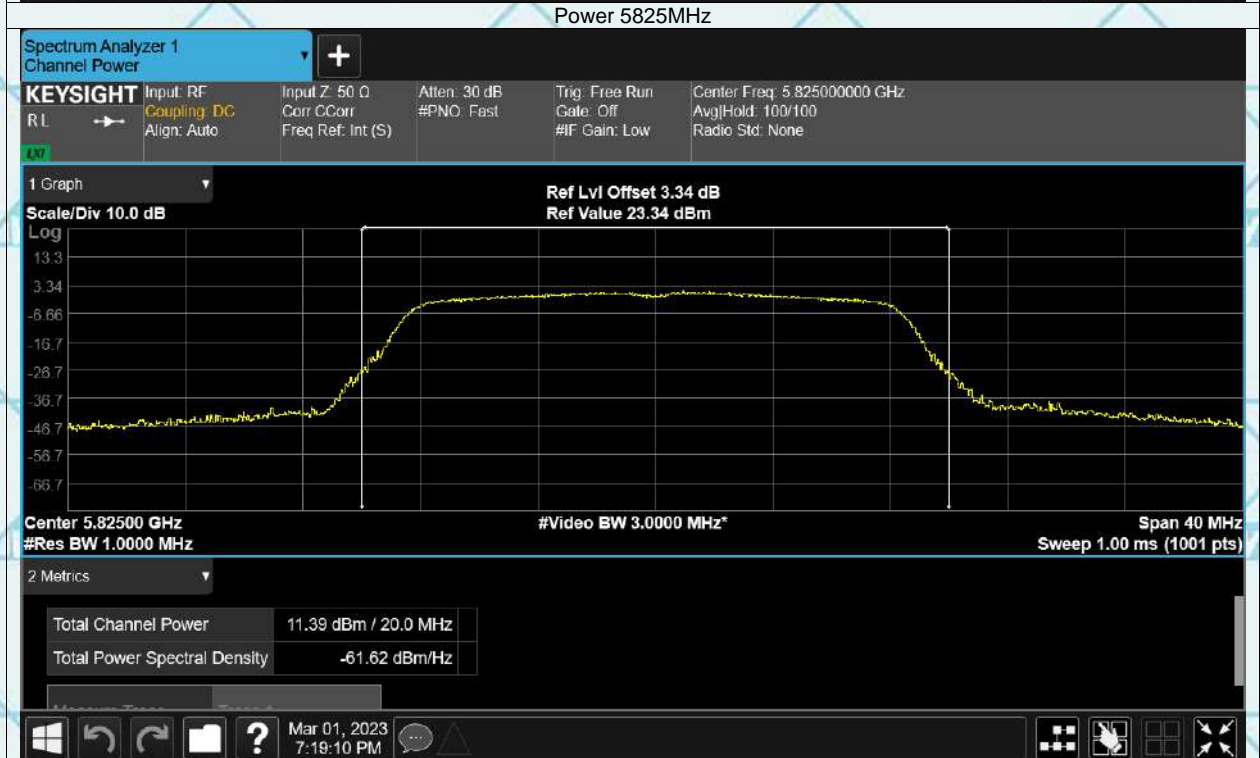 Power 5825MHz
Spectrum Analyzer 1
Channel Power
+
KEYSIGHT
RL
LXI
Input: RF
Coupling: DC
Align: Auto
Input Z: 50 Ω
Corr CCorr
Freq Ref: Int (S)
Atten: 30 dB
#PNO: Fast
Trig: Free Run
Gate: Off
#IF Gain: Low
Center Freq: 5.825000000 GHz
Avg|Hold: 100/100
Radio Std: None
1 Graph
Scale/Div 10.0 dB
Ref Lvl Offset 3.34 dB
Ref Value 23.34 dBm
Log
13.3
3.34
-6.66
-16.7
-26.7
-36.7
-46.7
-56.7
-66.7
Center 5.82500 GHz
#Video BW 3.0000 MHz*
Span 40 MHz
#Res BW 1.0000 MHz
Sweep 1.00 ms (1001 pts)
2 Metrics
Total Channel Power 11.39 dBm / 20.0 MHz
Total Power Spectral Density -61.62 dBm/Hz
?
Mar 01, 2023
7:19:10 PM